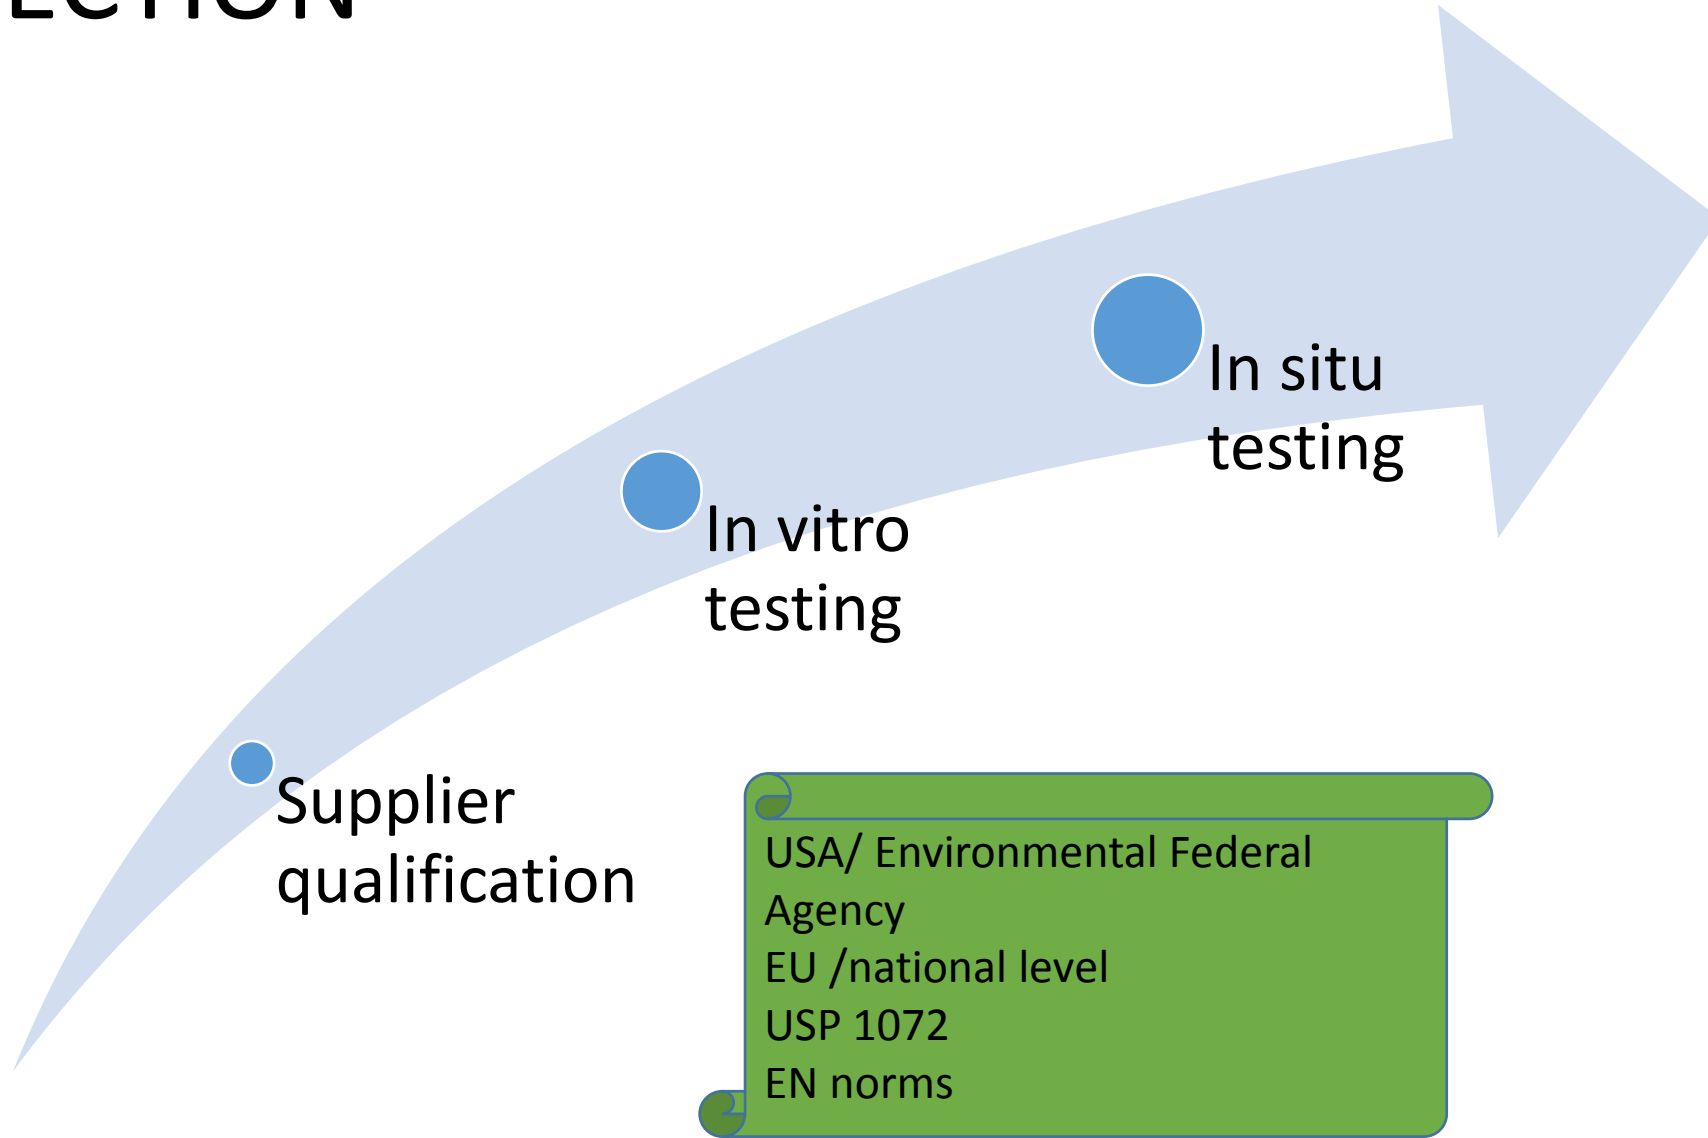 ECTION
In situ
testing
In vitro
testing
Supplier
qualification
USA/ Environmental Federal
Agency
EU /national level
USP 1072
EN norms